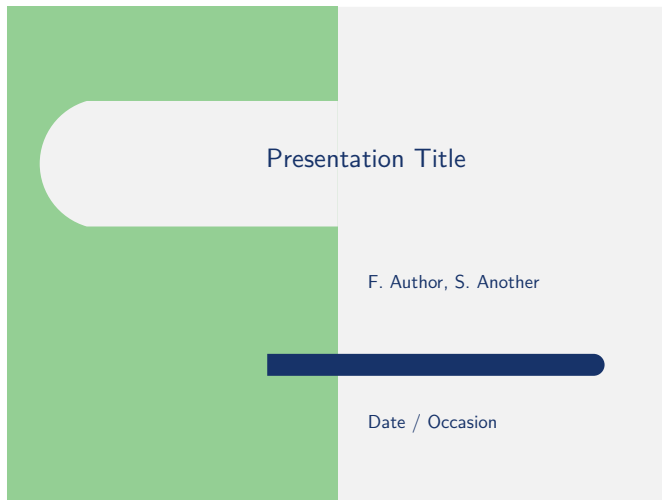 Presentation Title
F. Author, S. Another
Date / Occasion